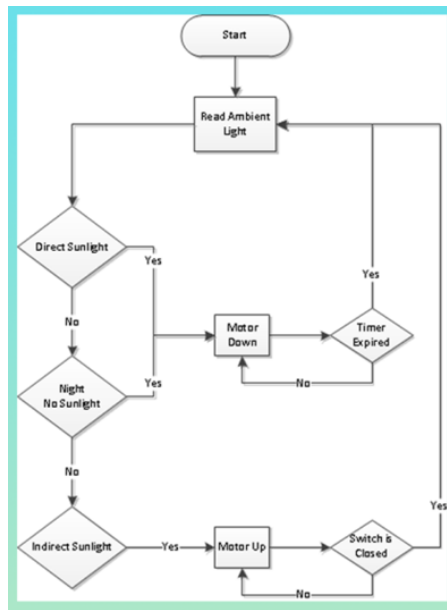 Start
Read Ambient
Light
Direct Sunlight
Yes
Yes
No
Motor
Down
Timer
Expired
Night
No Sunlight
Yes
No
No
Indirect Sunlight
Yes
Motor Up
Switch is
Closed
Yes
No